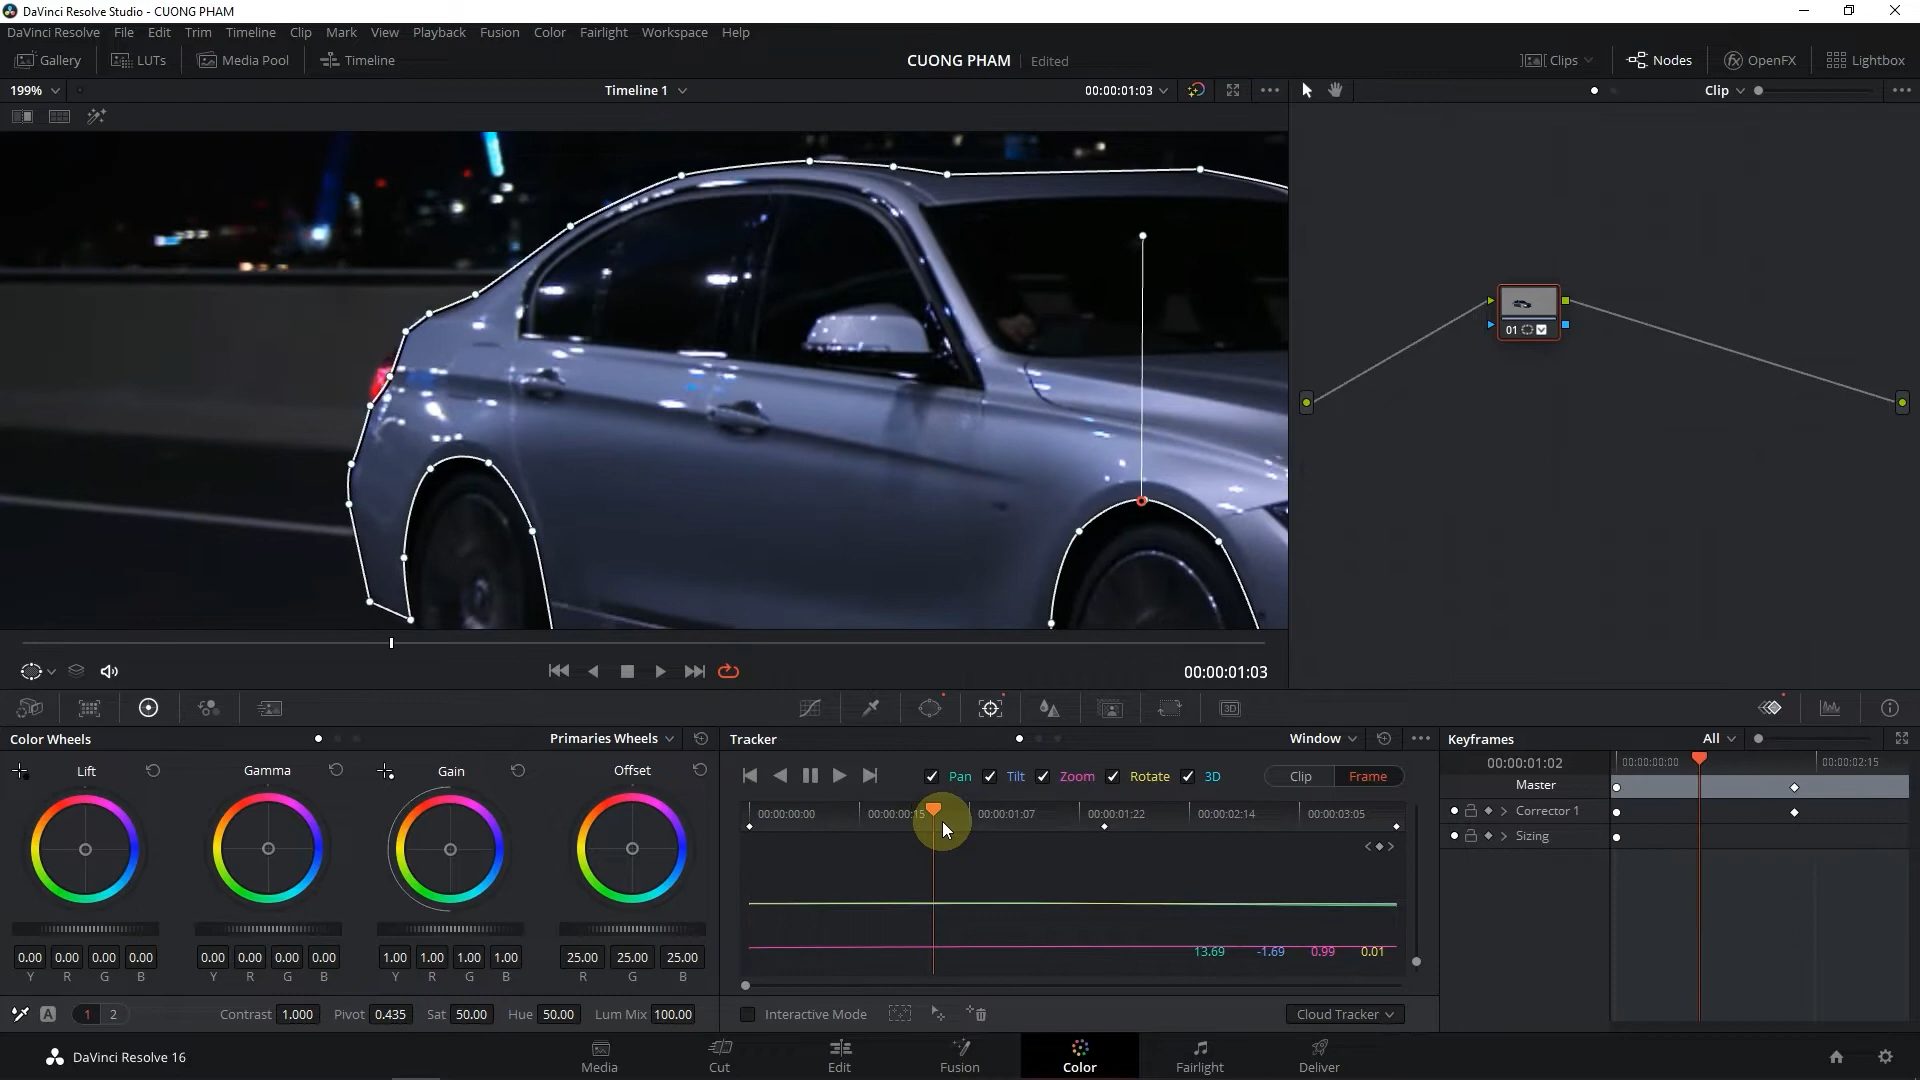 DaVinci Resolve Studio - CUONG PHAM
DaVinci Resolve File Edit Trim Timeline Clip Mark View Playback Fusion Color Fairlight Workspace Help
Gallery LUTs Media Pool Timeline CUONG PHAM Edited Clips Nodes OpenFX Lightbox
199% Timeline 1 00:00:01:03 Clip
01
00:00:01:03
Color Wheels Primaries Wheels Tracker Window Keyframes All
Lift Gamma Gain Offset
Pan Tilt Zoom Rotate 3D Clip Frame
00:00:01:02 00:00:00:00 00:00:02:15
Master
00:00:00:00 00:00:00:15 00:00:01:07 00:00:01:22 00:00:02:14 00:00:03:05
Corrector 1
Sizing
13.69 -1.69 0.99 0.01
0.00 0.00 0.00 0.00 0.00 0.00 0.00 0.00 1.00 1.00 1.00 1.00 25.00 25.00 25.00
Y R G B Y R G B Y R G B R G B
A 1 2 Contrast 1.000 Pivot 0.435 Sat 50.00 Hue 50.00 Lum Mix 100.00 Interactive Mode Cloud Tracker
DaVinci Resolve 16 Media Cut Edit Fusion Color Fairlight Deliver